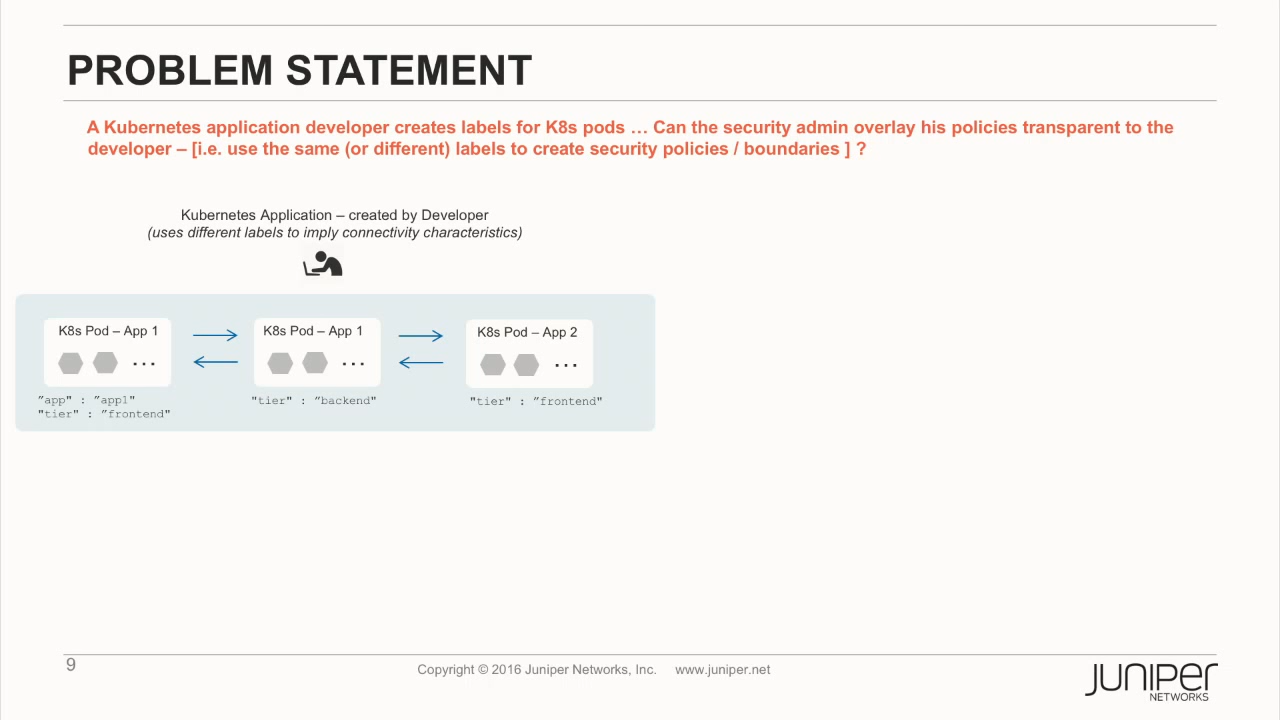 PROBLEM STATEMENT
A Kubernetes application developer creates labels for K8s pods … Can the security admin overlay his policies transparent to the
developer – [i.e. use the same (or different) labels to create security policies / boundaries ] ?
Kubernetes Application – created by Developer
(uses different labels to imply connectivity characteristics)
K8s Pod – App 1
...
"app" : "app1"
"tier" : "frontend"
K8s Pod – App 1
...
"tier" : "backend"
K8s Pod – App 2
...
"tier" : "frontend"
9
Copyright © 2016 Juniper Networks, Inc. www.juniper.net
JUNIPER
NETWORKS